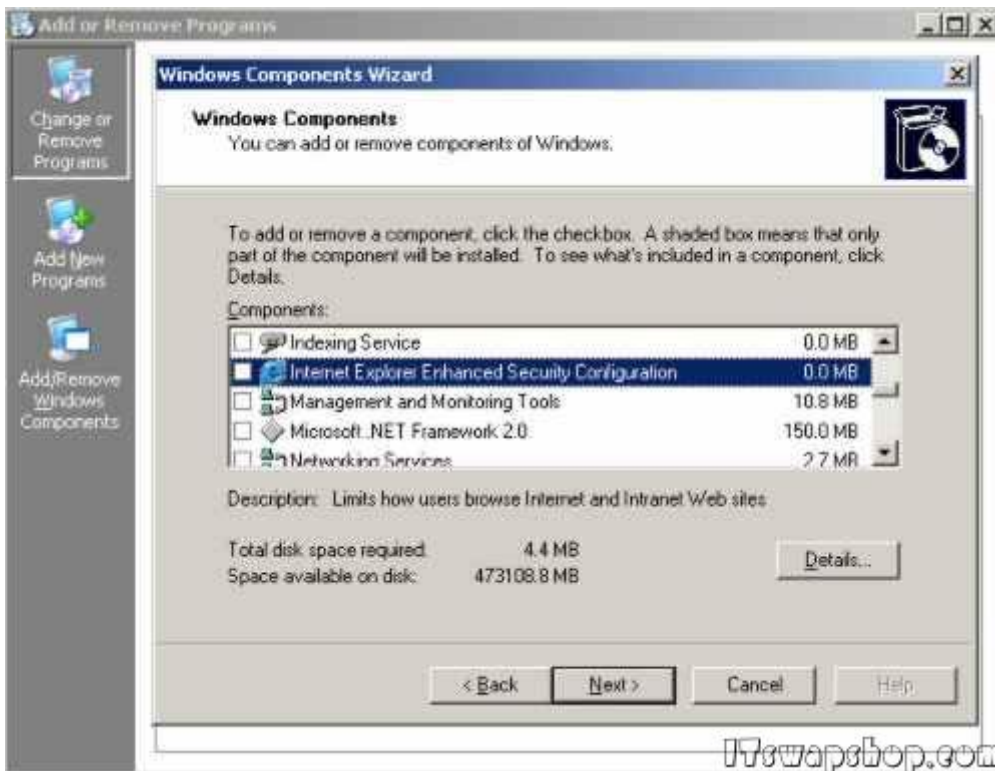 Add or Remove Programs
Change or
Remove
Programs
Add New
Programs
Add/Remove
Windows
Components
Windows Components Wizard
Windows Components
You can add or remove components of Windows.
To add or remove a component, click the checkbox. A shaded box means that only
part of the component will be installed. To see what's included in a component, click
Details.
Components:
Indexing Service 0.0 MB
Internet Explorer Enhanced Security Configuration 0.0 MB
Management and Monitoring Tools 10.8 MB
Microsoft .NET Framework 2.0 150.0 MB
Networking Services 2.7 MB
Description: Limits how users browse Internet and Intranet Web sites
Total disk space required: 4.4 MB
Space available on disk: 473108.8 MB
Details...
< Back
Next >
Cancel
Help
ITswapshop.com